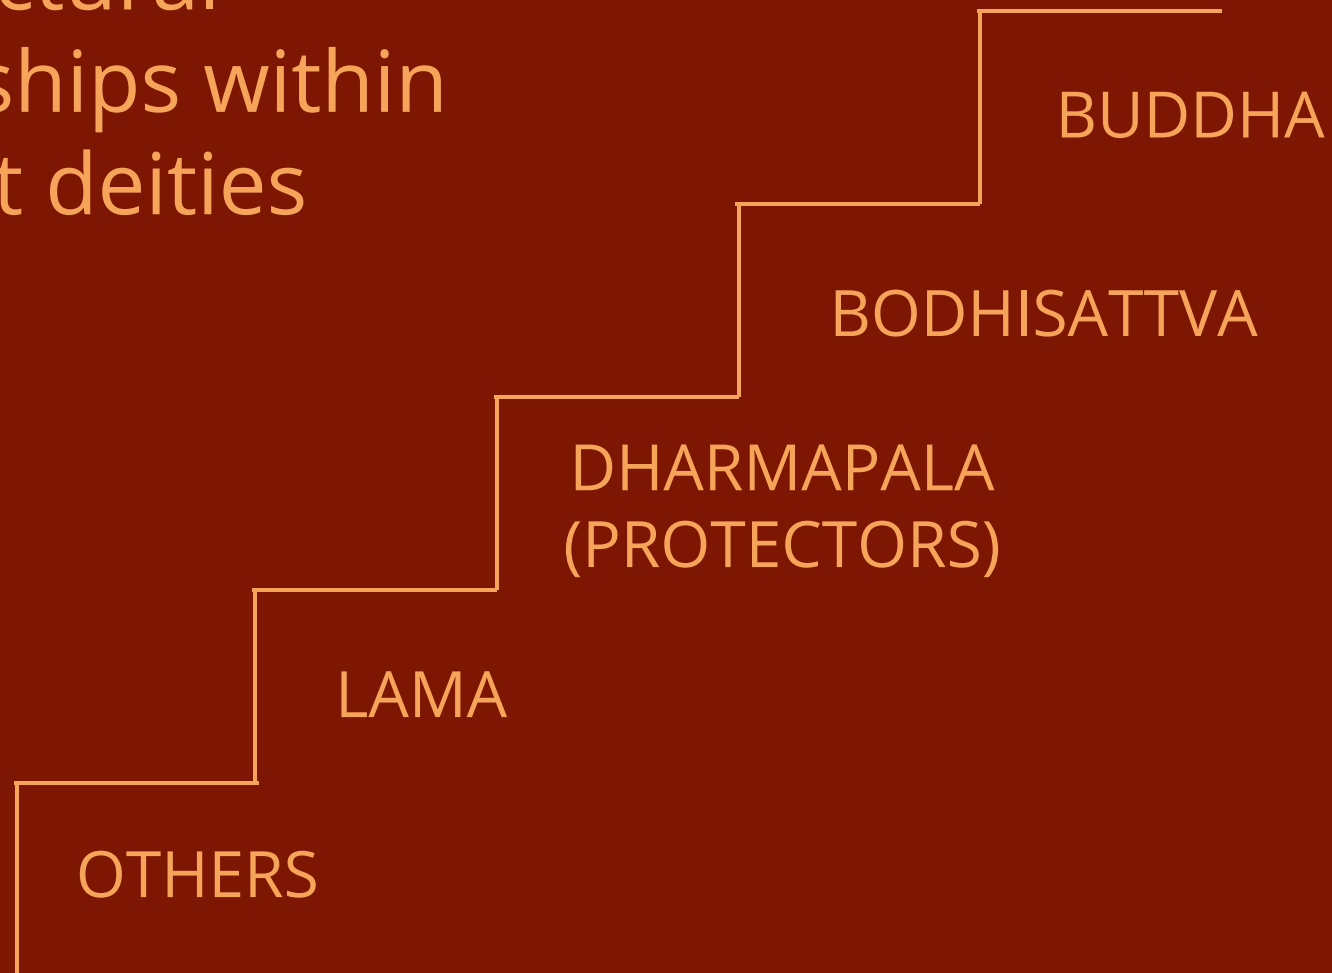 ships within
t deities
BUDDHA
BODHISATTVA
DHARMAPALA
(PROTECTORS)
LAMA
OTHERS